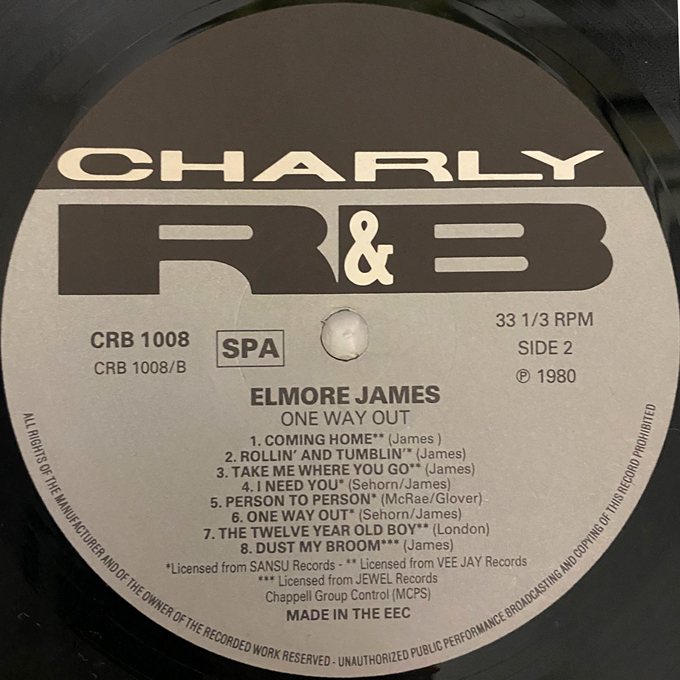 CHARLY
R&B
CRB 1008
CRB 1008/B
SPA
33 1/3 RPM
SIDE 2
℗ 1980
ELMORE JAMES
ONE WAY OUT
1. COMING HOME** (James )
2. ROLLIN' AND TUMBLIN'* (James)
3. TAKE ME WHERE YOU GO** (James)
4. I NEED YOU* (Sehorn/James)
5. PERSON TO PERSON* (McRae/Glover)
6. ONE WAY OUT* (Sehorn/James)
7. THE TWELVE YEAR OLD BOY** (London)
8. DUST MY BROOM*** (James)
*Licensed from SANSU Records - ** Licensed from VEE JAY Records
*** Licensed from JEWEL Records
Chappell Group Control (MCPS)
MADE IN THE EEC
ALL RIGHTS OF THE MANUFACTURER AND OF THE OWNER OF THE RECORDED WORK RESERVED - UNAUTHORIZED PUBLIC PERFORMANCE BROADCASTING AND COPYING OF THIS RECORD PROHIBITED